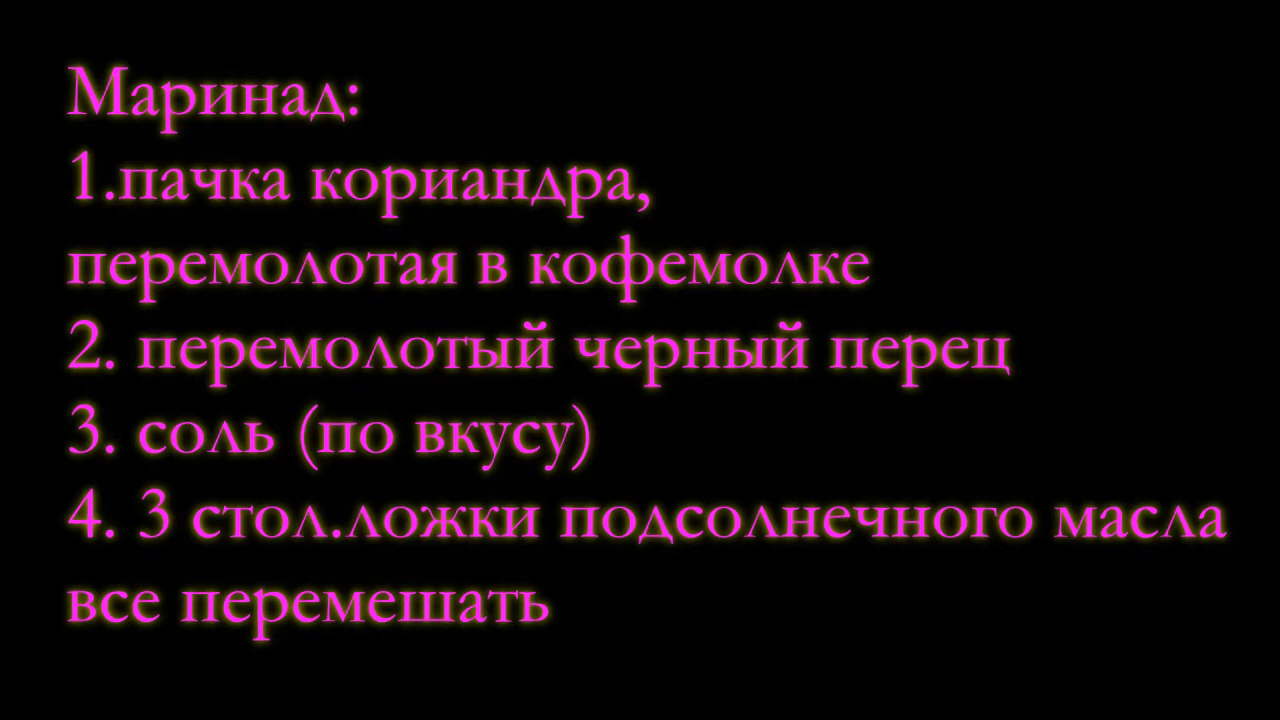 Маринад:
1.пачка кориандра,
перемолотая в кофемолке
2. перемолотый черный перец
3. соль (по вкусу)
4. 3 стол.ложки подсолнечного масла
все перемешать